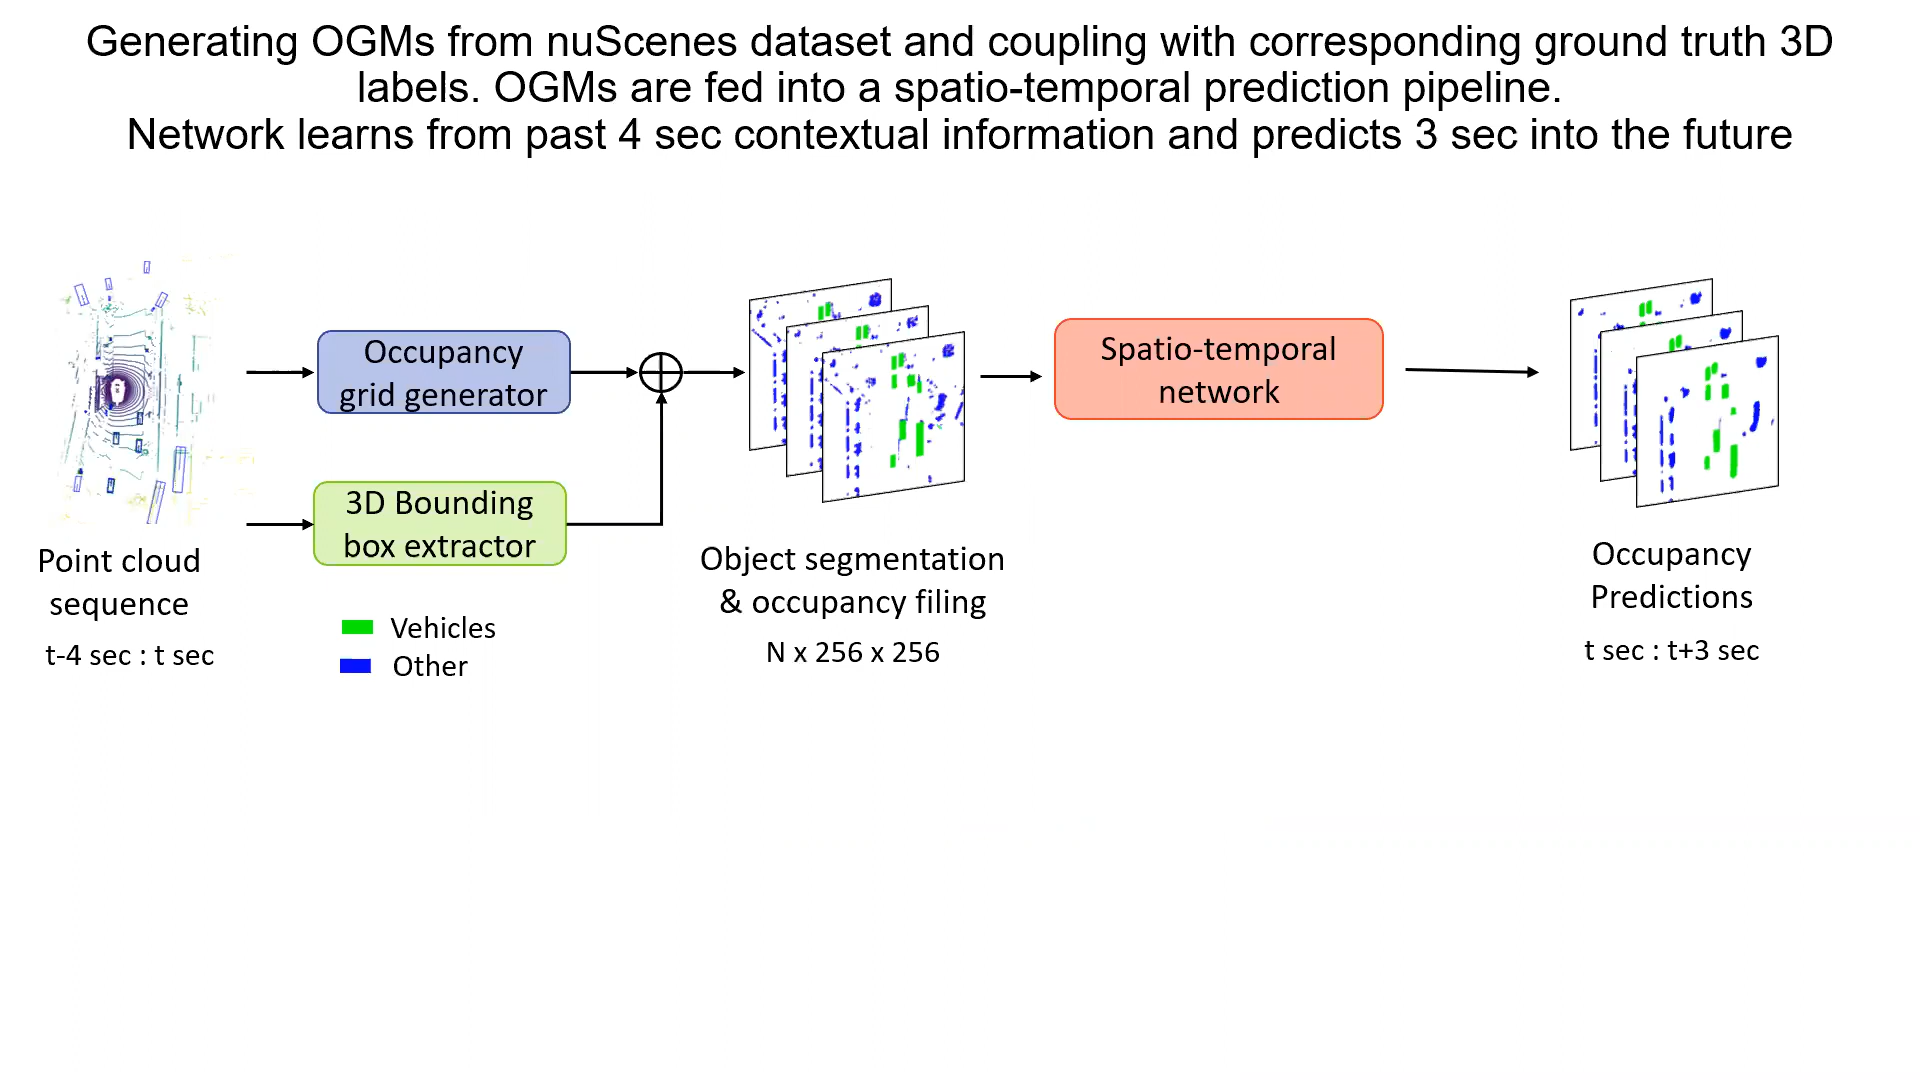 Generating OGMs from nuScenes dataset and coupling with corresponding ground truth 3D
labels. OGMs are fed into a spatio-temporal prediction pipeline.
Network learns from past 4 sec contextual information and predicts 3 sec into the future
Occupancy
grid generator
3D Bounding
box extractor
Spatio-temporal
network
Point cloud
sequence
t-4 sec : t sec
Vehicles
Other
Object segmentation
& occupancy filing
N x 256 x 256
Occupancy
Predictions
t sec : t+3 sec